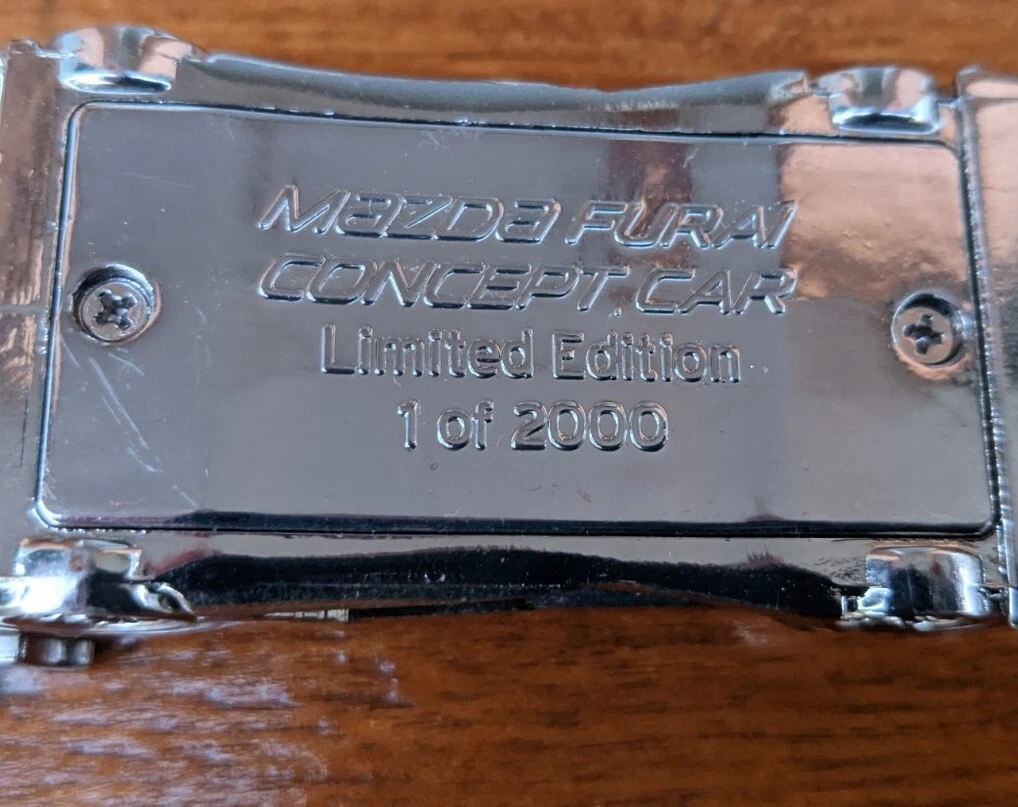 Mazda FURAI
CONCEPT CAR
Limited Edition
1 of 2000